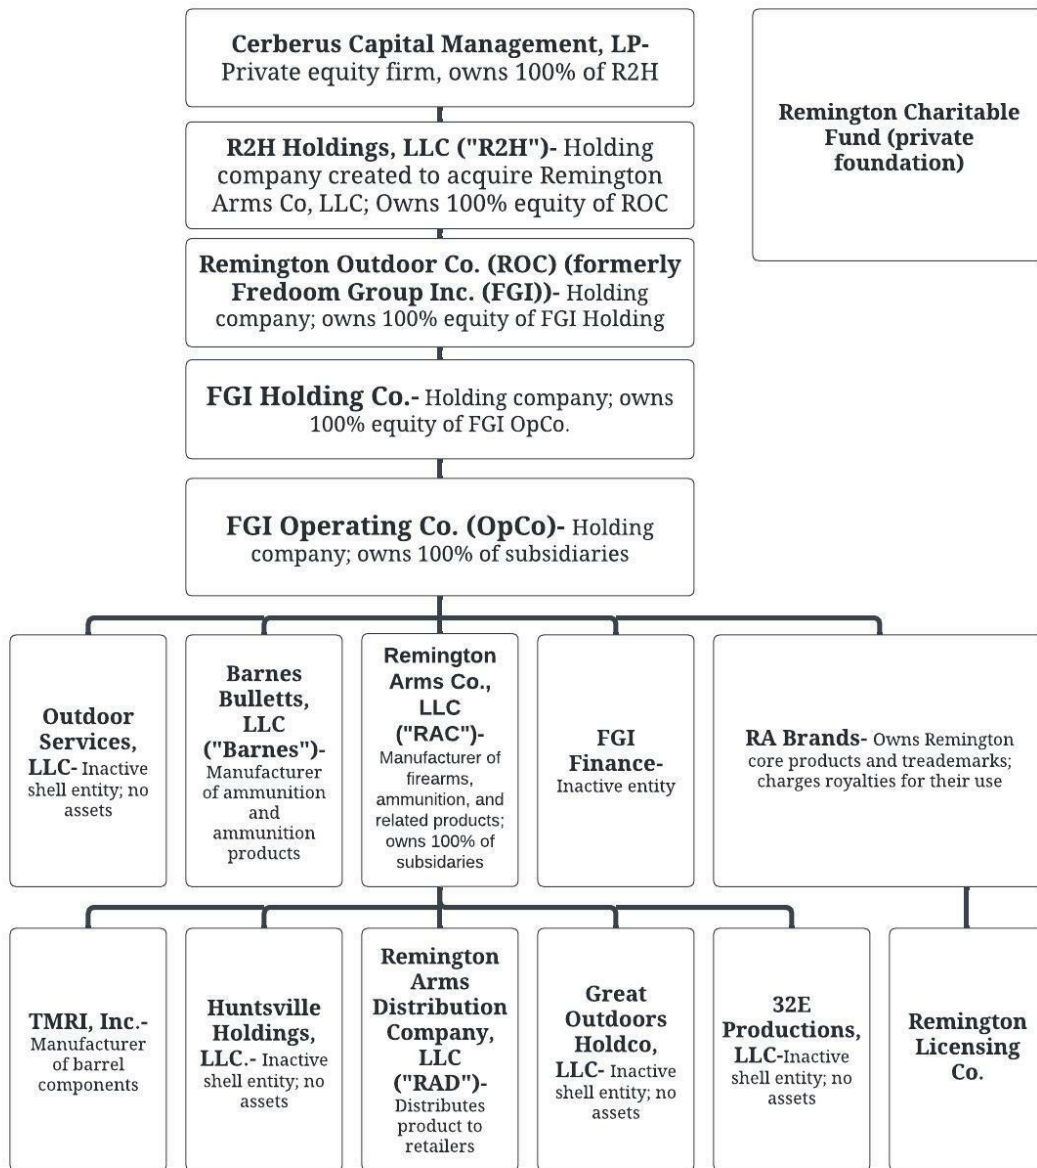 Cerberus Capital Management, LP-
Private equity firm, owns 100% of R2H
Remington Charitable
Fund (private
foundation)
R2H Holdings, LLC ("R2H")- Holding
company created to acquire Remington
Arms Co, LLC; Owns 100% equity of ROC
Remington Outdoor Co. (ROC) (formerly
Fredoom Group Inc. (FGI))- Holding
company; owns 100% equity of FGI Holding
FGI Holding Co.- Holding company; owns
100% equity of FGI OpCo.
FGI Operating Co. (OpCo)- Holding
company; owns 100% of subsidiaries
Outdoor
Services,
LLC- Inactive
shell entity; no
assets
Barnes
Bulletts,
LLC
("Barnes")-
Manufacturer
of ammunition
and
ammunition
products
Remington
Arms Co.,
LLC
("RAC")-
Manufacturer of
firearms,
ammunition, and
related products;
owns 100% of
subsidaries
FGI
Finance-
Inactive entity
RA Brands- Owns Remington
core products and treademarks;
charges royalties for their use
TMRI, Inc.-
Manufacturer
of barrel
components
Huntsville
Holdings,
LLC.- Inactive
shell entity; no
assets
Remington
Arms
Distribution
Company,
LLC
("RAD")-
Distributes
product to
retailers
Great
Outdoors
Holdco,
LLC- Inactive
shell entity; no
assets
32E
Productions,
LLC-Inactive
shell entity; no
assets
Remington
Licensing
Co.